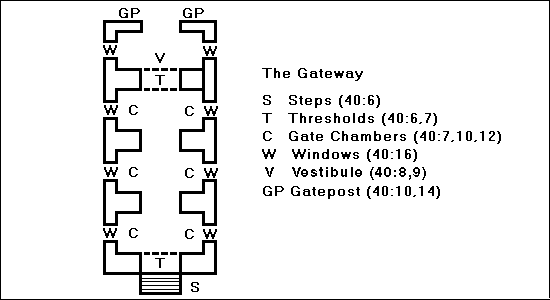 GP GP
W W
V
T
The Gateway
W C C W
S Steps (40:6)
T Thresholds (40:6,7)
C Gate Chambers (40:7,10,12)
W Windows (40:16)
V Vestibule (40:8,9)
GP Gatepost (40:10,14)
W C C W
W C C W
T
S